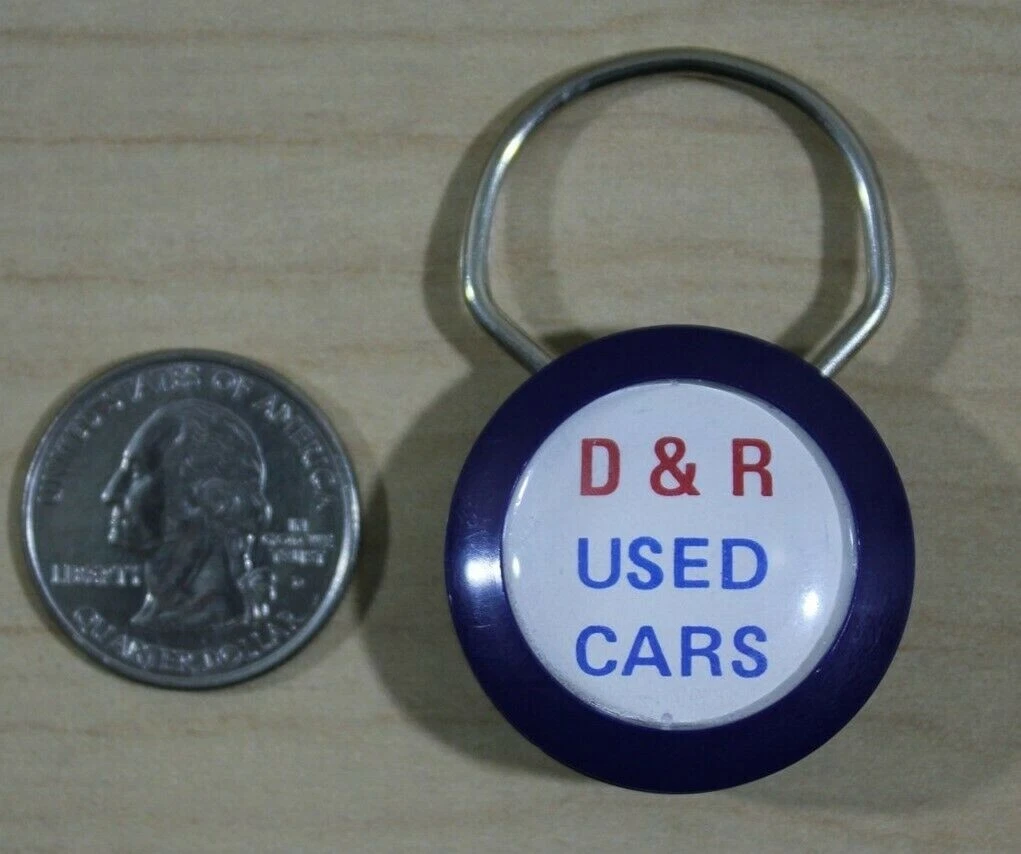 UNITED STATES OF AMERICA
LIBERTY
IN
GOD WE
TRUST
QUARTER DOLLAR
D & R
USED
CARS